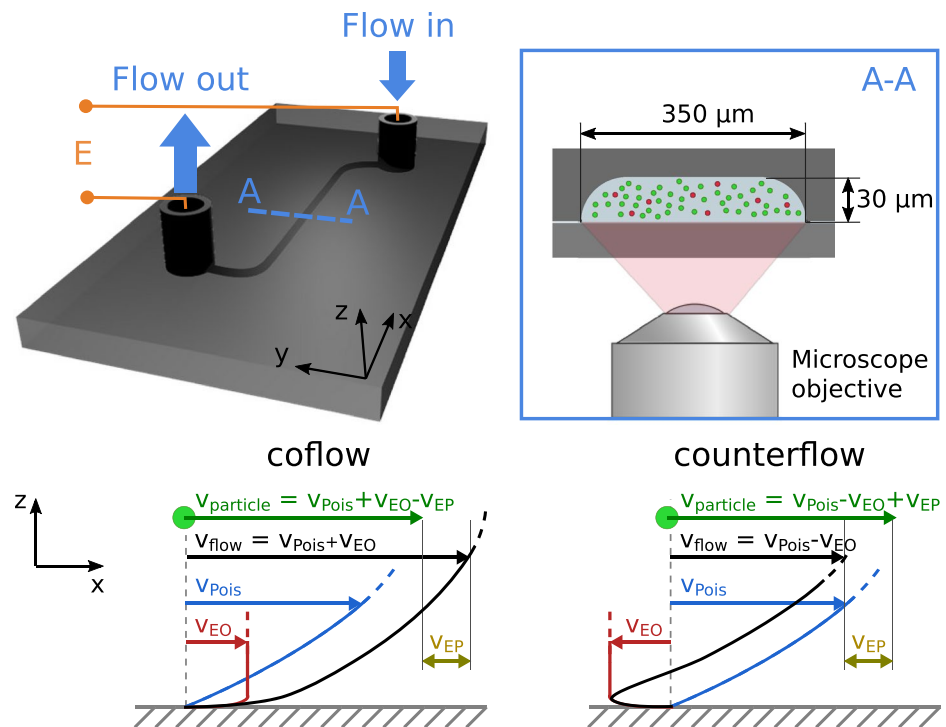 Flow in
Flow out
A-A
350 µm
E
A
A
30 µm
z
x
y
Microscope
objective
coflow
counterflow
z
x
v_particle = v_Pois+v_EO-v_EP
v_flow = v_Pois+v_EO
v_Pois
v_EO
v_EP
v_particle = v_Pois-v_EO+v_EP
v_flow = v_Pois-v_EO
v_Pois
v_EO
v_EP